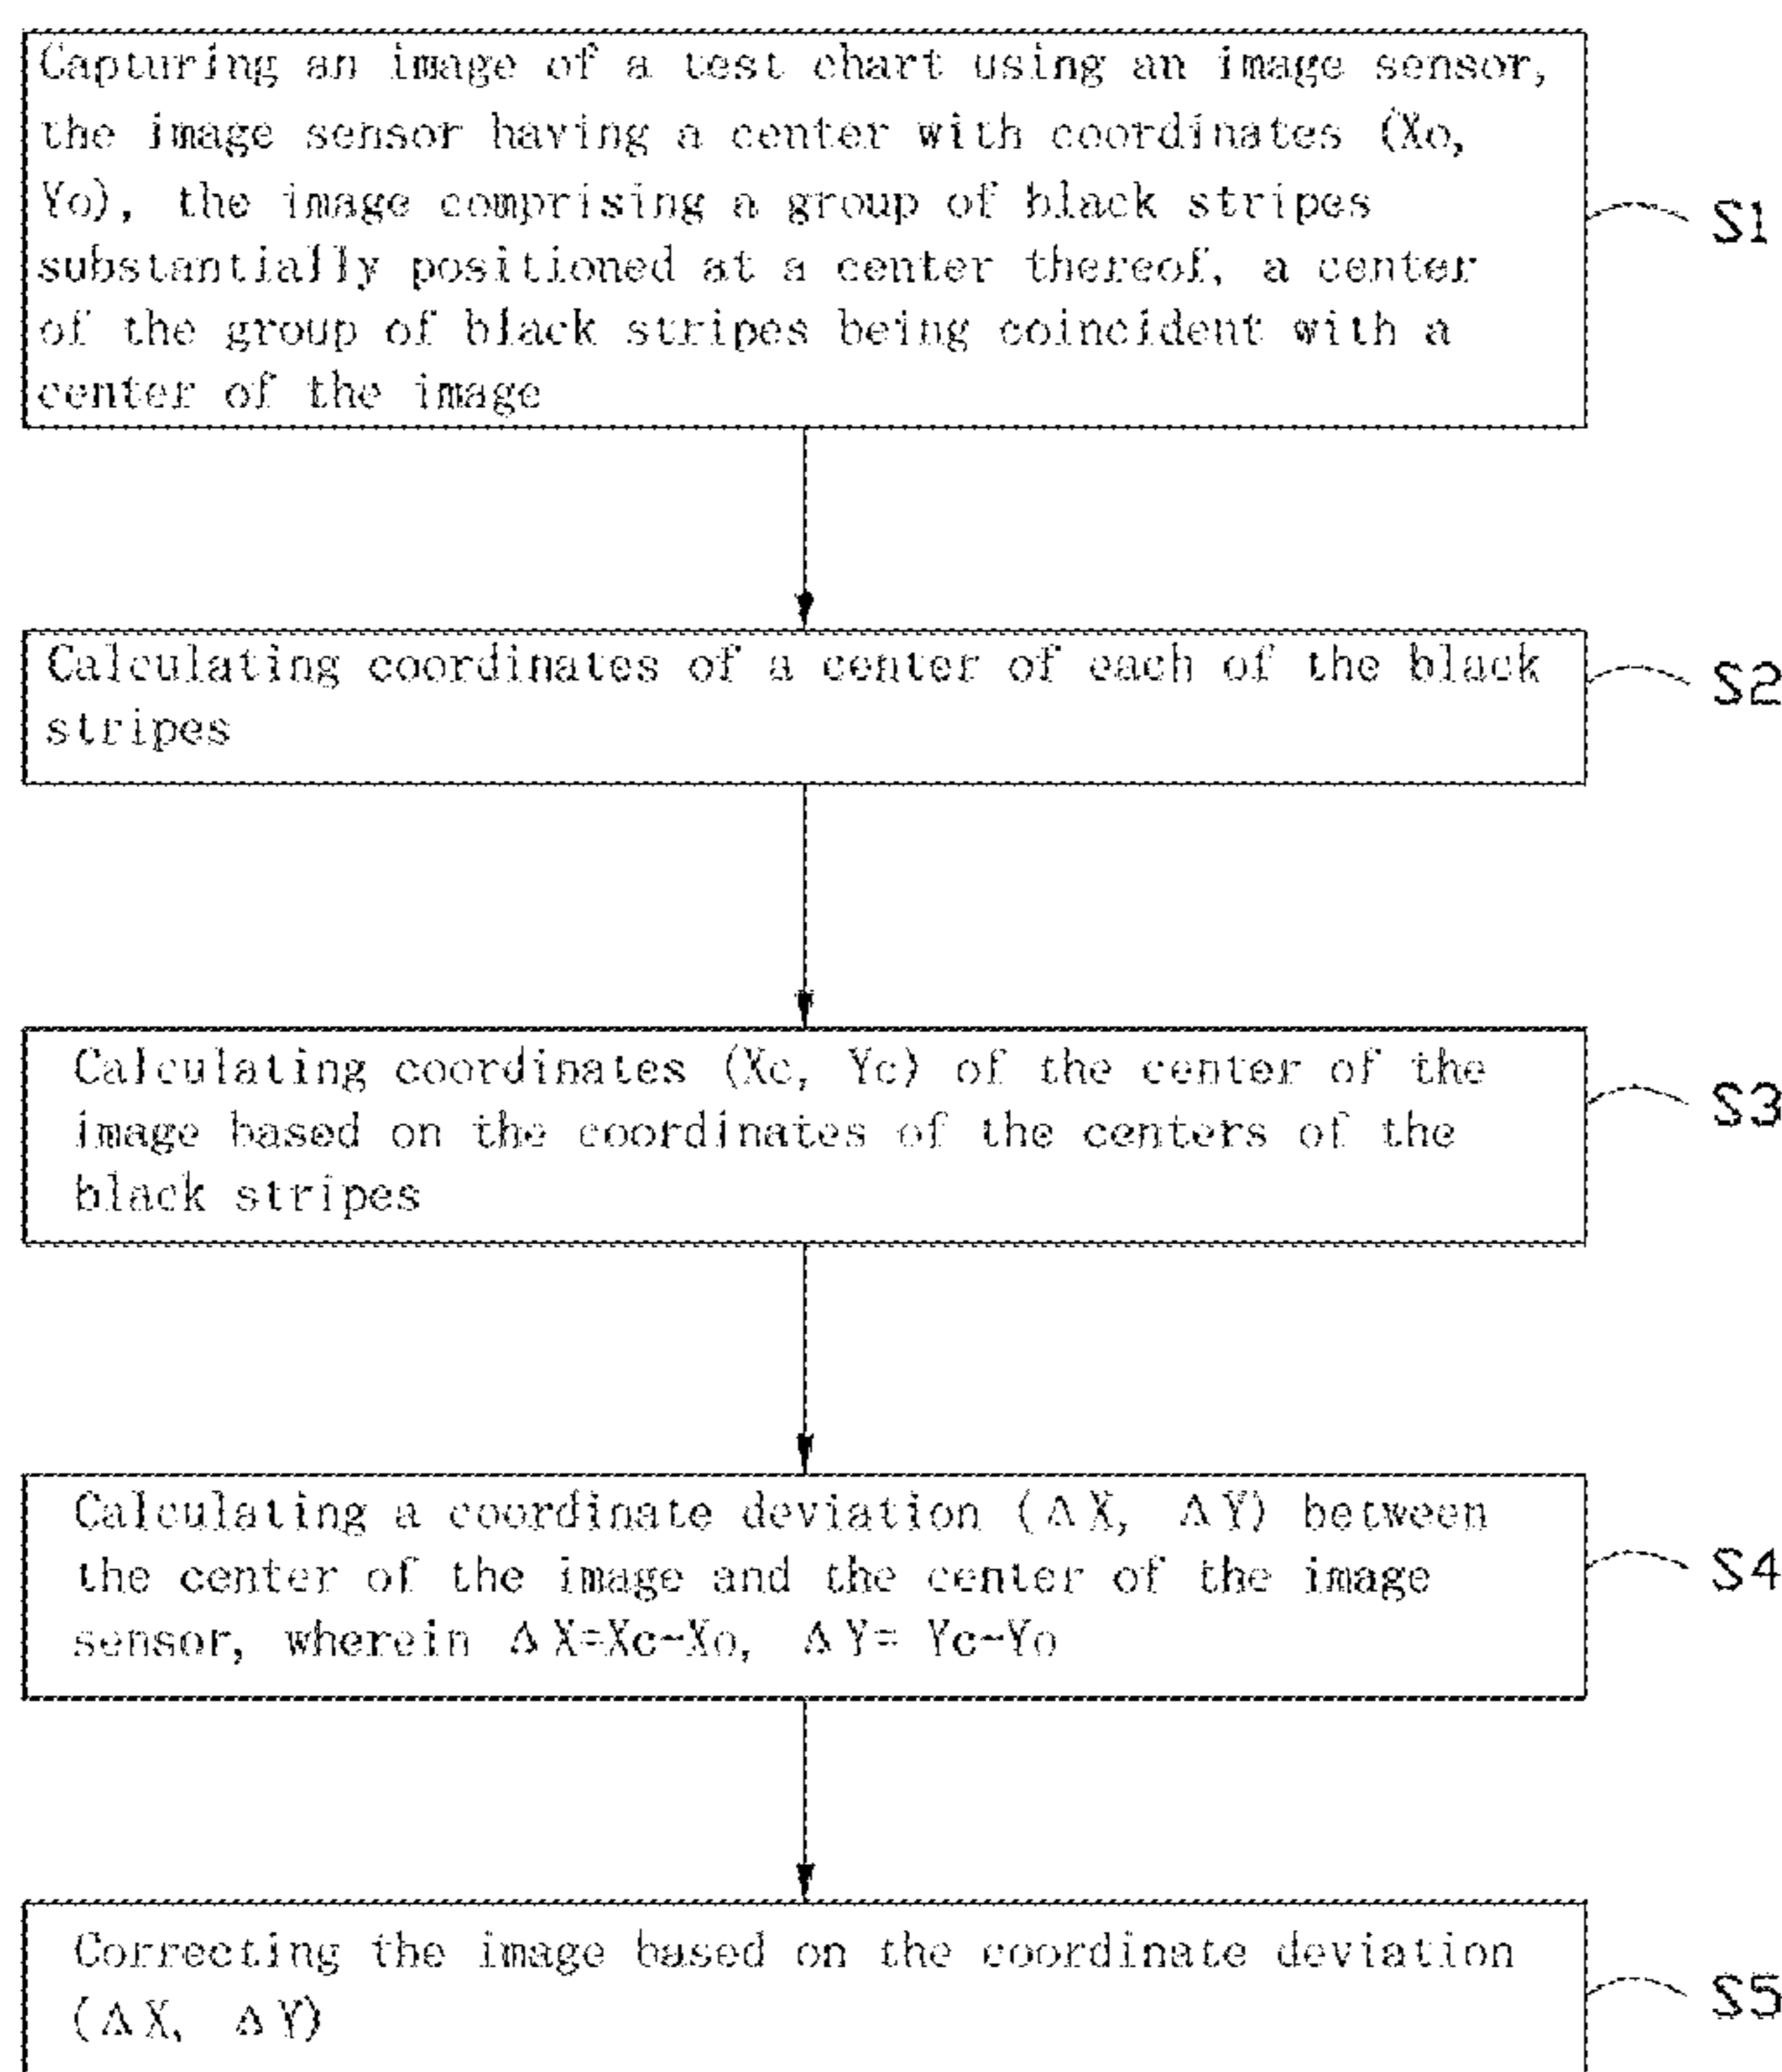 Capturing an image of a test chart using an image sensor,
the image sensor having a center with coordinates (Xo,
Yo), the image comprising a group of black stripes
substantially positioned at a center thereof, a center
of the group of black stripes being coincident with a
center of the image
S1
Calculating coordinates of a center of each of the black
stripes
S2
Calculating coordinates (Xc, Yc) of the center of the
image based on the coordinates of the centers of the
black stripes
S3
Calculating a coordinate deviation (ΔX, ΔY) between
the center of the image and the center of the image
sensor, wherein ΔX=Xc-Xo, ΔY= Yc-Yo
S4
Correcting the image based on the coordinate deviation
(ΔX, ΔY)
S5